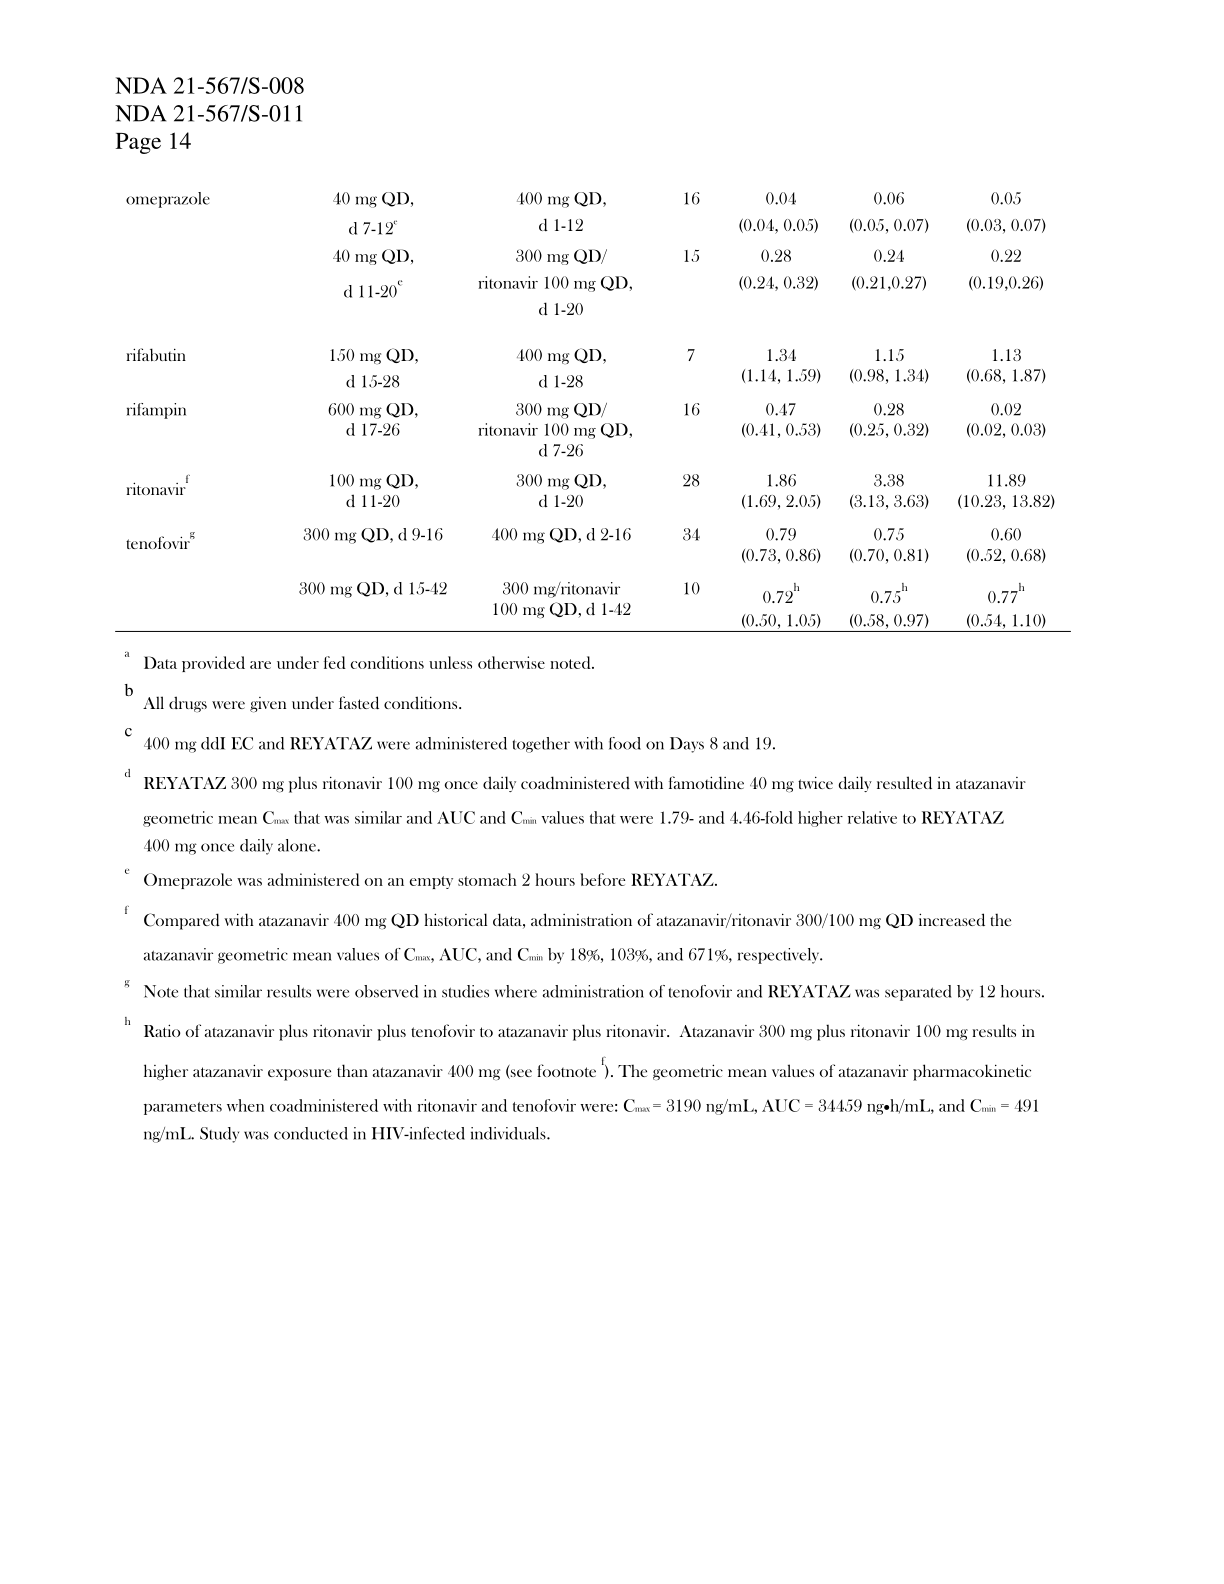 NDA 21-567/S-008
NDA 21-567/S-011
Page 14
omeprazole 40 mg QD, 400 mg QD, 16 0.04 0.06 0.05
d 7-12e d 1-12 (0.04, 0.05) (0.05, 0.07) (0.03, 0.07)
40 mg QD, 300 mg QD/ 15 0.28 0.24 0.22
d 11-20e ritonavir 100 mg QD, (0.24, 0.32) (0.21,0.27) (0.19,0.26)
d 1-20
rifabutin 150 mg QD, 400 mg QD, 7 1.34 1.15 1.13
d 15-28 d 1-28 (1.14, 1.59) (0.98, 1.34) (0.68, 1.87)
rifampin 600 mg QD, 300 mg QD/ 16 0.47 0.28 0.02
d 17-26 ritonavir 100 mg QD, (0.41, 0.53) (0.25, 0.32) (0.02, 0.03)
d 7-26
ritonavirf 100 mg QD, 300 mg QD, 28 1.86 3.38 11.89
d 11-20 d 1-20 (1.69, 2.05) (3.13, 3.63) (10.23, 13.82)
tenofovirg 300 mg QD, d 9-16 400 mg QD, d 2-16 34 0.79 0.75 0.60
(0.73, 0.86) (0.70, 0.81) (0.52, 0.68)
300 mg QD, d 15-42 300 mg/ritonavir 10 0.72h 0.75h 0.77h
100 mg QD, d 1-42 (0.50, 1.05) (0.58, 0.97) (0.54, 1.10)
a Data provided are under fed conditions unless otherwise noted.
b All drugs were given under fasted conditions.
c 400 mg ddI EC and REYATAZ were administered together with food on Days 8 and 19.
d REYATAZ 300 mg plus ritonavir 100 mg once daily coadministered with famotidine 40 mg twice daily resulted in atazanavir
geometric mean Cmax that was similar and AUC and Cmin values that were 1.79- and 4.46-fold higher relative to REYATAZ
400 mg once daily alone.
e Omeprazole was administered on an empty stomach 2 hours before REYATAZ.
f Compared with atazanavir 400 mg QD historical data, administration of atazanavir/ritonavir 300/100 mg QD increased the
atazanavir geometric mean values of Cmax, AUC, and Cmin by 18%, 103%, and 671%, respectively.
g Note that similar results were observed in studies where administration of tenofovir and REYATAZ was separated by 12 hours.
h Ratio of atazanavir plus ritonavir plus tenofovir to atazanavir plus ritonavir. Atazanavir 300 mg plus ritonavir 100 mg results in
higher atazanavir exposure than atazanavir 400 mg (see footnote f). The geometric mean values of atazanavir pharmacokinetic
parameters when coadministered with ritonavir and tenofovir were: Cmax = 3190 ng/mL, AUC = 34459 ng•h/mL, and Cmin = 491
ng/mL. Study was conducted in HIV-infected individuals.